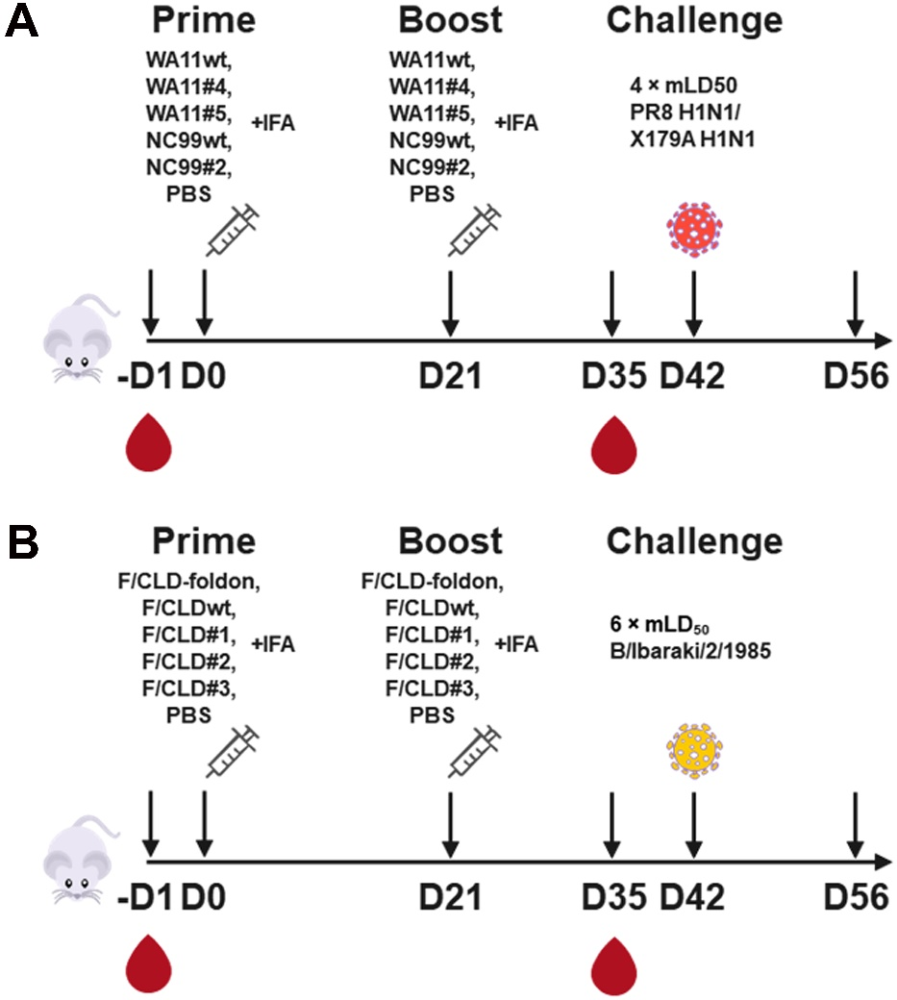 A
Prime
Boost
Challenge
WA11wt,
WA11#4,
WA11#5,
NC99wt,
NC99#2,
PBS
+IFA
WA11wt,
WA11#4,
WA11#5,
NC99wt,
NC99#2,
PBS
+IFA
4 × mLD50
PR8 H1N1/
X179A H1N1
-D1 D0 D21 D35 D42 D56
B
Prime
Boost
Challenge
F/CLD-foldon,
F/CLDwt,
F/CLD#1,
F/CLD#2,
F/CLD#3,
PBS
+IFA
F/CLD-foldon,
F/CLDwt,
F/CLD#1,
F/CLD#2,
F/CLD#3,
PBS
+IFA
6 × mLD₅₀
B/Ibaraki/2/1985
-D1 D0 D21 D35 D42 D56